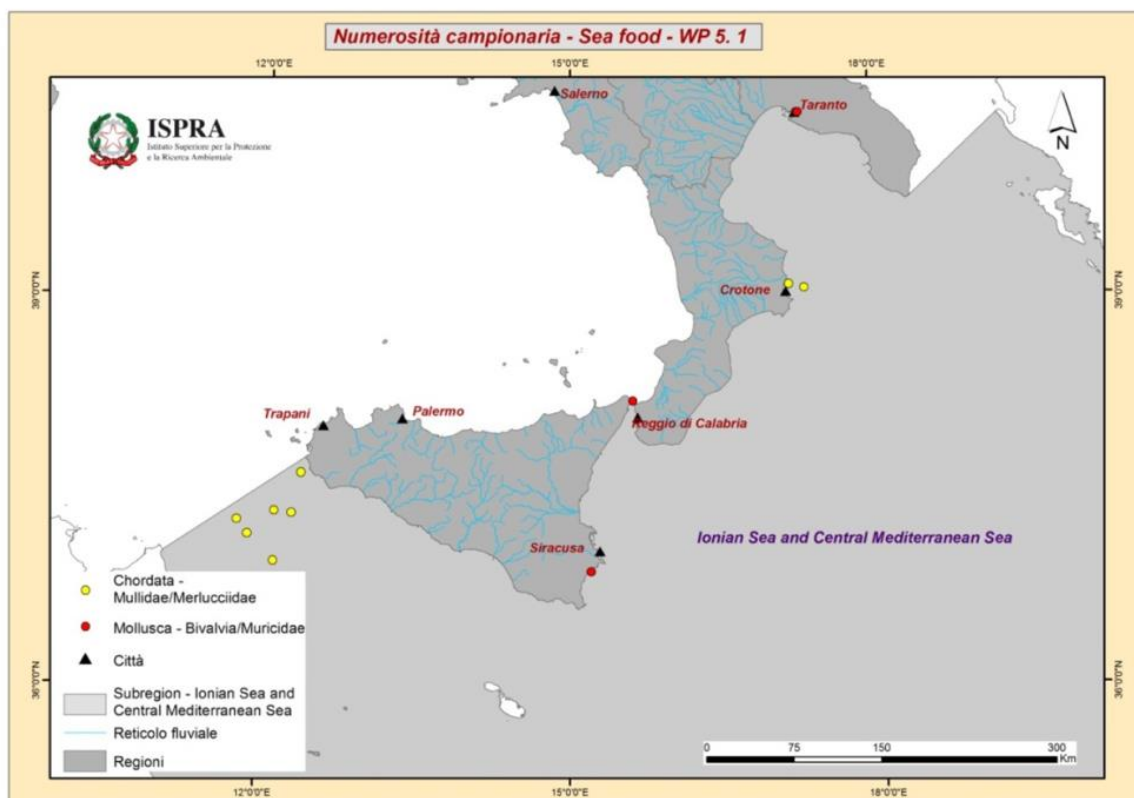 Numerosità campionaria - Sea food - WP 5. 1
12°0'0"E
15°0'0"E
18°0'0"E
ISPRA
Istituto Superiore per la Protezione
e la Ricerca Ambientale
Salerno
Taranto
N
39°0'0"N
39°0'0"N
Crotone
Trapani
Palermo
Reggio di Calabria
Siracusa
Ionian Sea and Central Mediterranean Sea
Chordata -
Mullidae/Merlucciidae
Mollusca - Bivalvia/Muricidae
Città
Subregion - Ionian Sea and
Central Mediterranean Sea
Reticolo fluviale
Regioni
36°0'0"N
36°0'0"N
0 75 150 300
Km
12°0'0"E
15°0'0"E
18°0'0"E